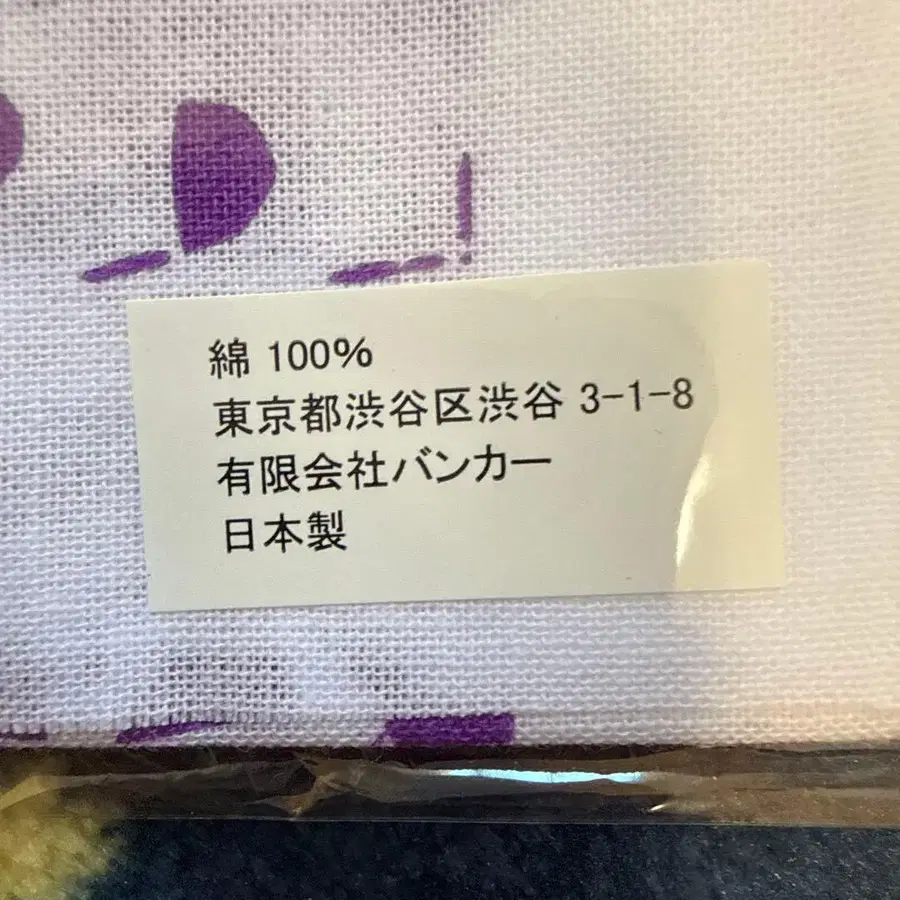 綿 100%
東京都渋谷区渋谷 3-1-8
有限会社バンカー
日本製